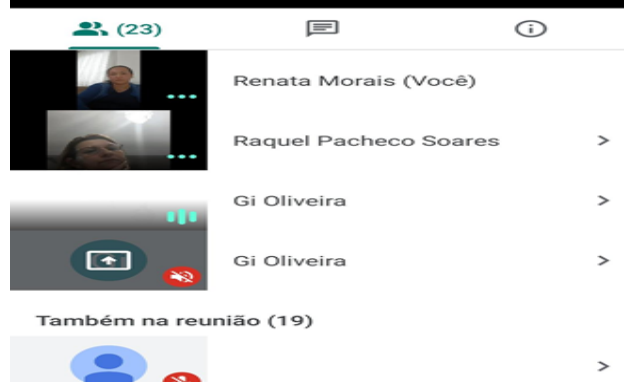 (23)
Renata Morais (Você)
Raquel Pacheco Soares
Gi Oliveira
Gi Oliveira
Também na reunião (19)